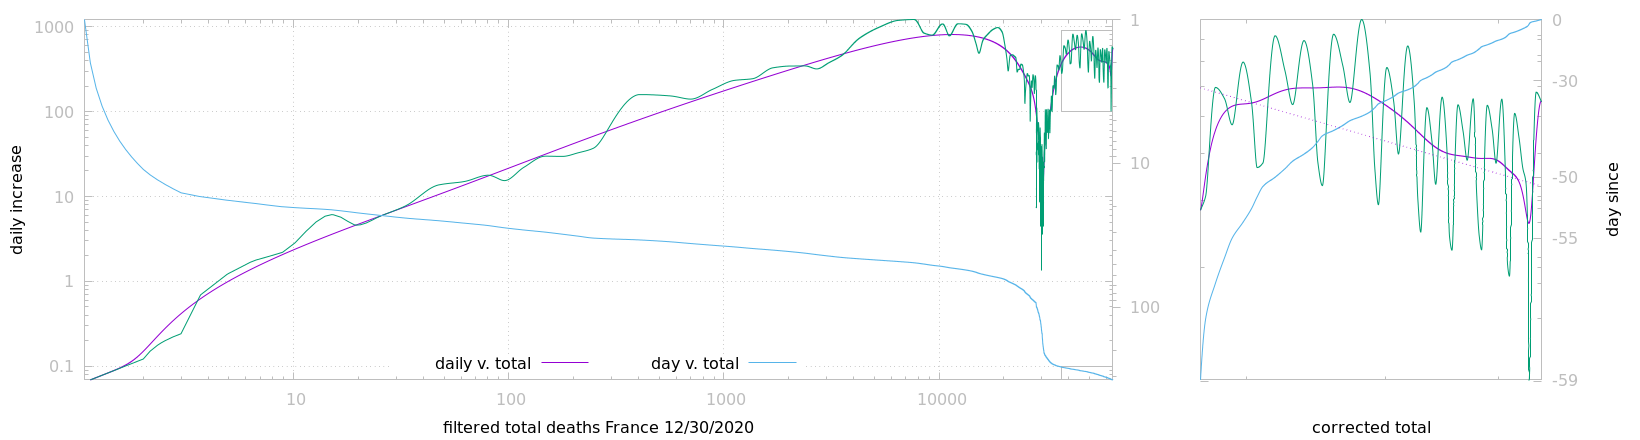 1000
100
10
1
0.1
daily increase
daily v. total
day v. total
10
100
1000
10000
filtered total deaths France 12/30/2020
1
10
100
0
-30
-50
-55
-59
day since
corrected total